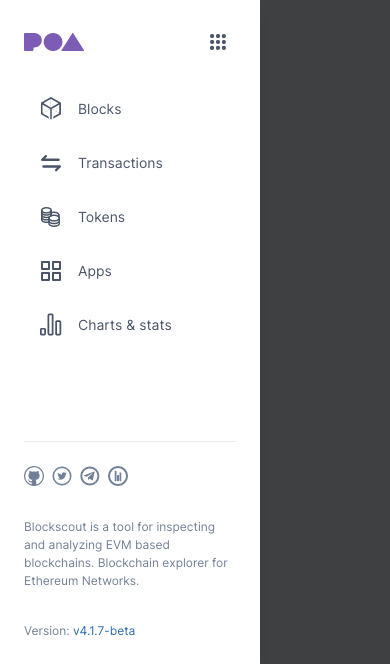 POA
Blocks
Transactions
Tokens
Apps
Charts & stats
Blockscout is a tool for inspecting
and analyzing EVM based
blockchains. Blockchain explorer for
Ethereum Networks.
Version: v4.1.7-beta